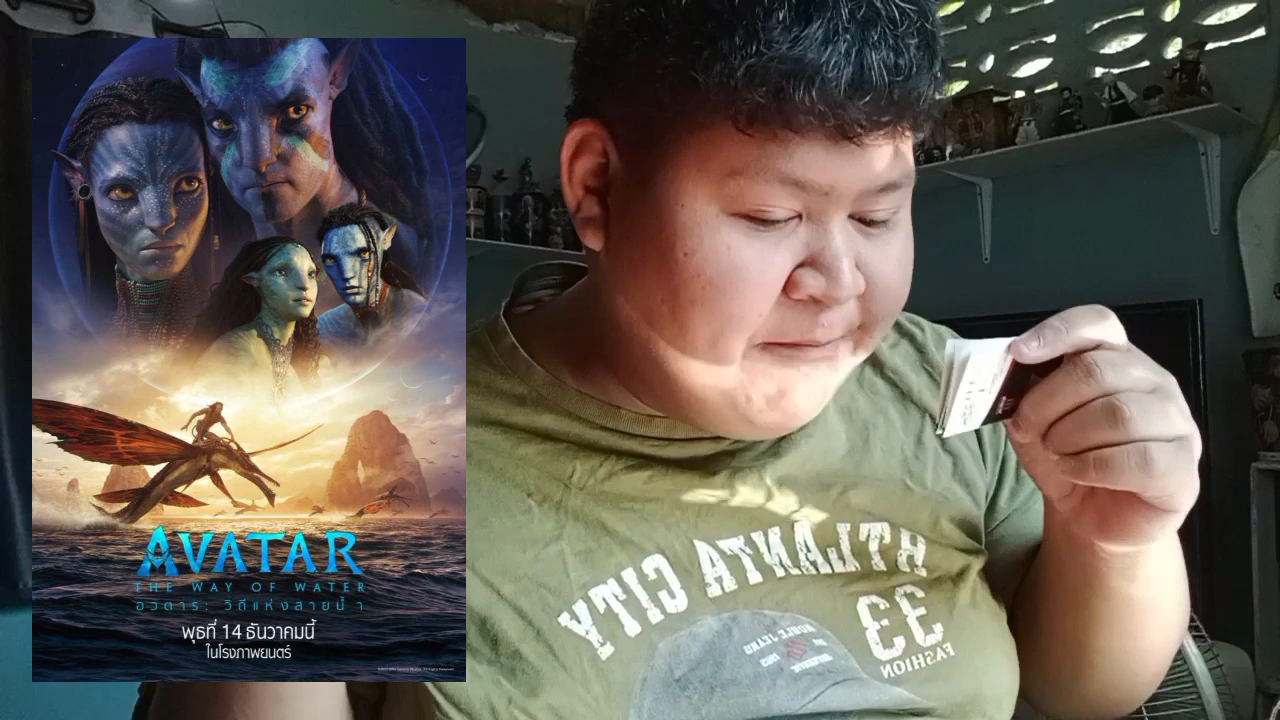 AVATAR
THE WAY OF WATER
อวตาร: วิถีแห่งสายน้ำ
พุธที่ 14 ธันวาคมนี้
ในโรงภาพยนตร์
ATLANTA CITY
33
FASHION